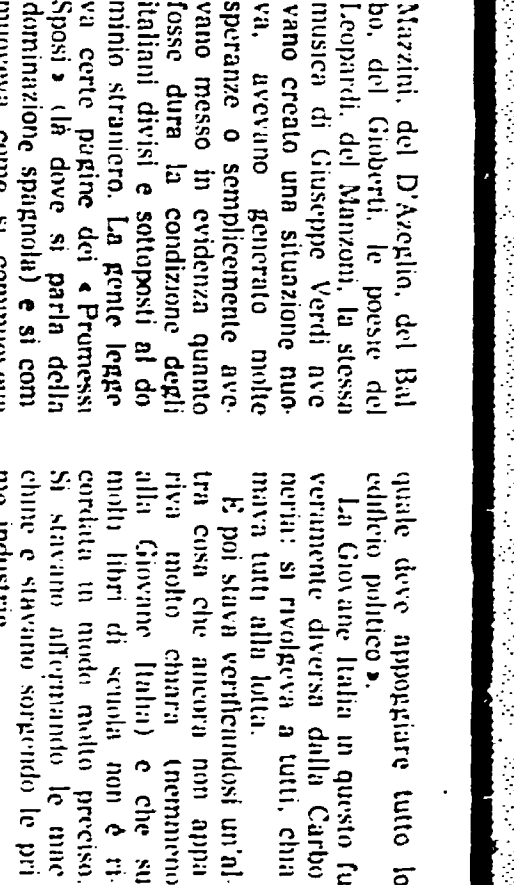 Mazzini, del D'Azeglio, del Bal
bo, del Gioberti, le poesie del
Leopardi, del Manzoni, la stessa
musica di Giuseppe Verdi ave
vano creato una situazione nuo-
va, avevano generato molte
speranze o semplicemente ave-
vano messo in evidenza quanto
fosse dura la condizione degli
italiani divisi e sottoposti al do
minio straniero. La gente legge
va certe pagine dei « Promessi
Sposi » (là dove si parla della
dominazione spagnola) e si com
muoveva come si commuoveva
quale deve appoggiare tutto lo
edificio politico ».
La Giovane Italia in questo fu
veramente diversa dalla Carbo
neria: si rivolgeva a tutti, chia
mava tutti alla lotta.
E poi stava verificandosi un'al-
tra cosa che ancora non appa
riva molto chiara (nemmeno
alla Giovane Italia) e che su
molti libri di scuola non è ri-
cordata in modo molto preciso.
Si stavano affermando le mac
chine e stavano sorgendo le pri
me industrie